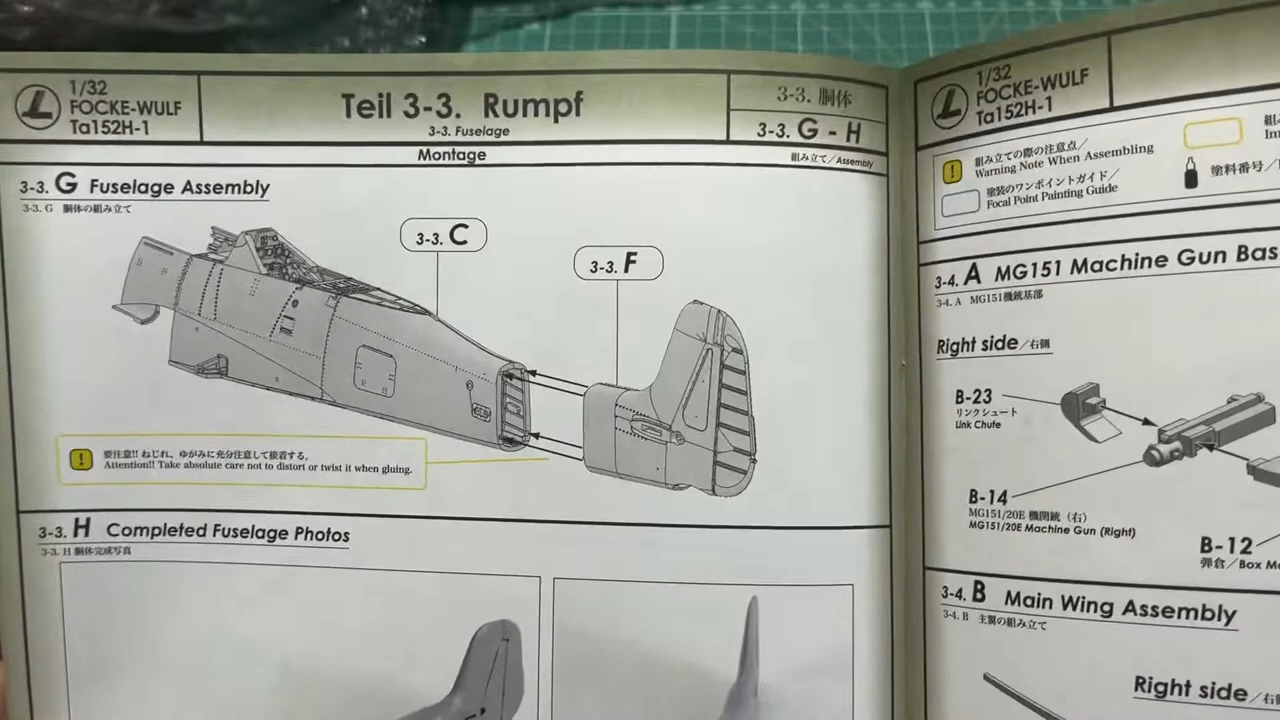 1/32
FOCKE-WULF
Ta152H-1
Teil 3-3. Rumpf
3-3. Fuselage
3-3. 胴体
3-3. G - H
Montage
組み立て/Assembly
3-3. G Fuselage Assembly
3-3. G 胴体の組み立て
3-3. C
3-3. F
要注意!! ねじれ、ゆがみに充分注意して接着する。
Attention!! Take absolute care not to distort or twist it when gluing.
3-3. H Completed Fuselage Photos
3-3. H 胴体完成写真
1/32
FOCKE-WULF
Ta152H-1
組み立ての際の注意点/
Warning Note When Assembling
塗装のワンポイントガイド/
Focal Point Painting Guide
塗料番号/
3-4. A MG151 Machine Gun
3-4. A MG151機銃基部
Right side/右側
B-23
リンクシュート
Link Chute
B-14
MG151/20E 機関銃（右）
MG151/20E Machine Gun (Right)
B-12
弾倉/Box
3-4. B Main Wing Assembly
3-4. B 主翼の組み立て
Right side